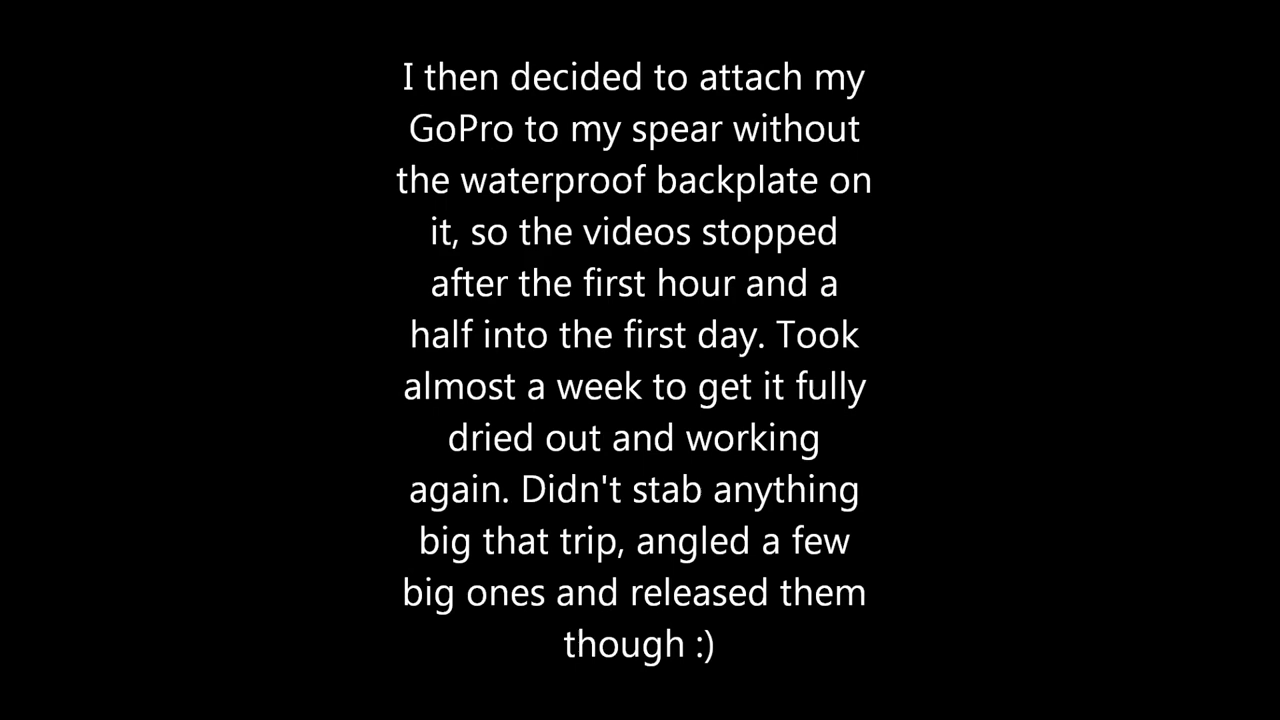 I then decided to attach my
GoPro to my spear without
the waterproof backplate on
it, so the videos stopped
after the first hour and a
half into the first day. Took
almost a week to get it fully
dried out and working
again. Didn't stab anything
big that trip, angled a few
big ones and released them
though :)